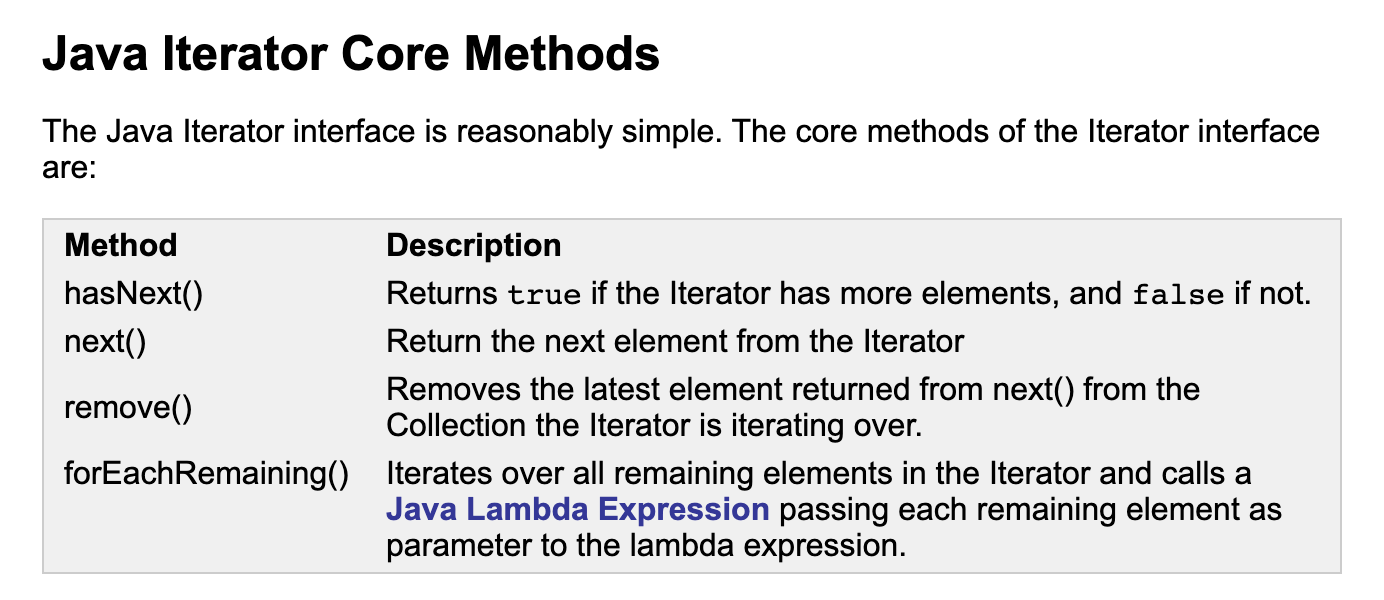 Java Iterator Core Methods
The Java Iterator interface is reasonably simple. The core methods of the Iterator interface
are:
Method Description
hasNext() Returns true if the Iterator has more elements, and false if not.
next() Return the next element from the Iterator
remove() Removes the latest element returned from next() from the
Collection the Iterator is iterating over.
forEachRemaining() Iterates over all remaining elements in the Iterator and calls a
Java Lambda Expression passing each remaining element as
parameter to the lambda expression.